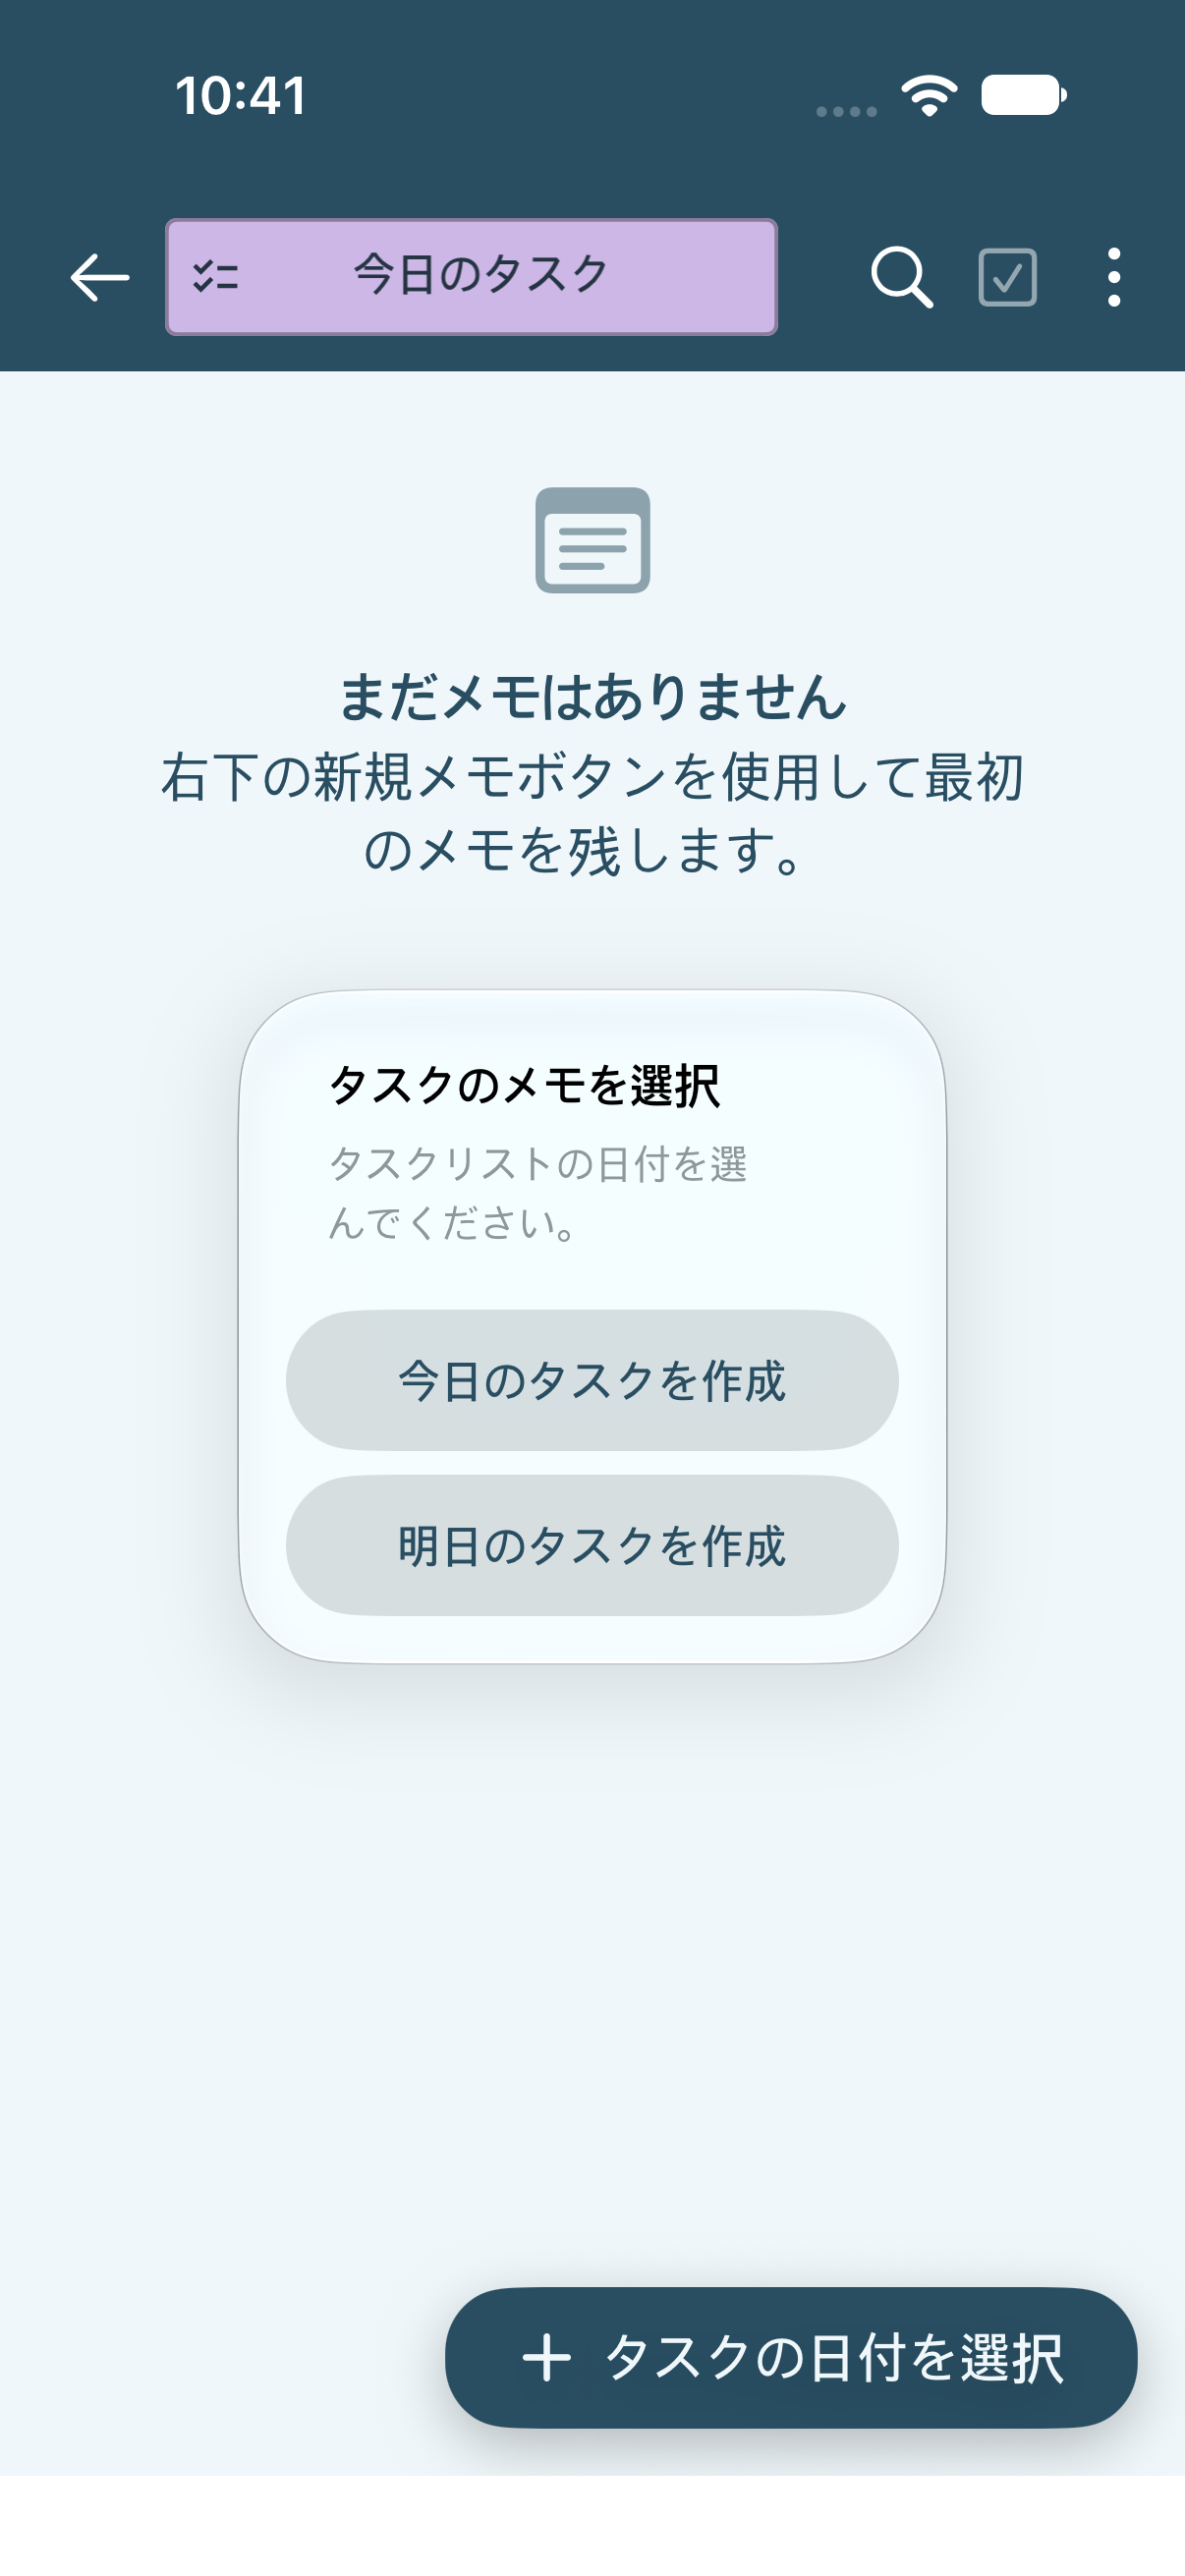 10:41
今日のタスク
まだメモはありません
右下の新規メモボタンを使用して最初
のメモを残します。
タスクのメモを選択
タスクリストの日付を選
んでください。
今日のタスクを作成
明日のタスクを作成
タスクの日付を選択